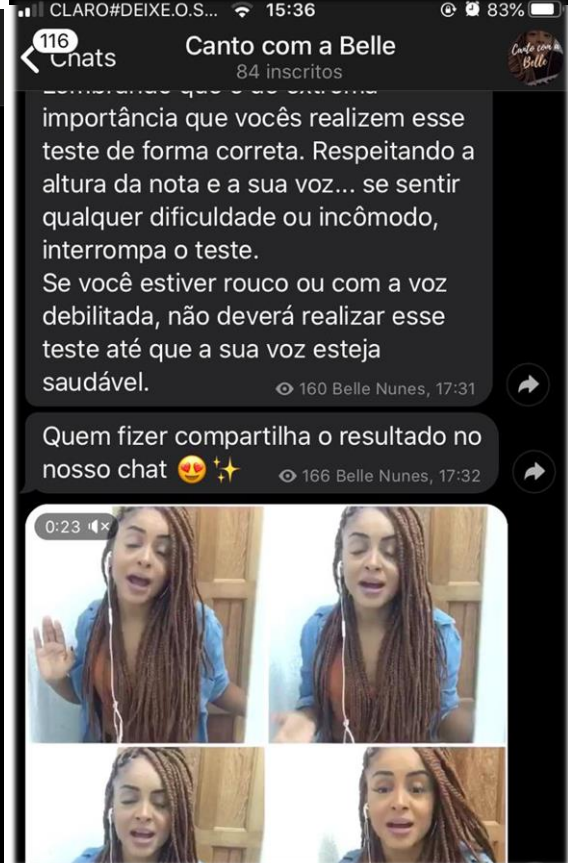 CLARO#DEIXE.O.S... 15:36 83%
116
Chats
Canto com a Belle
84 inscritos
Canto com a
Belle
importância que vocês realizem esse
teste de forma correta. Respeitando a
altura da nota e a sua voz... se sentir
qualquer dificuldade ou incômodo,
interrompa o teste.
Se você estiver rouco ou com a voz
debilitada, não deverá realizar esse
teste até que a sua voz esteja
saudável.
160 Belle Nunes, 17:31
Quem fizer compartilha o resultado no
nosso chat 😍✨
166 Belle Nunes, 17:32
0:23